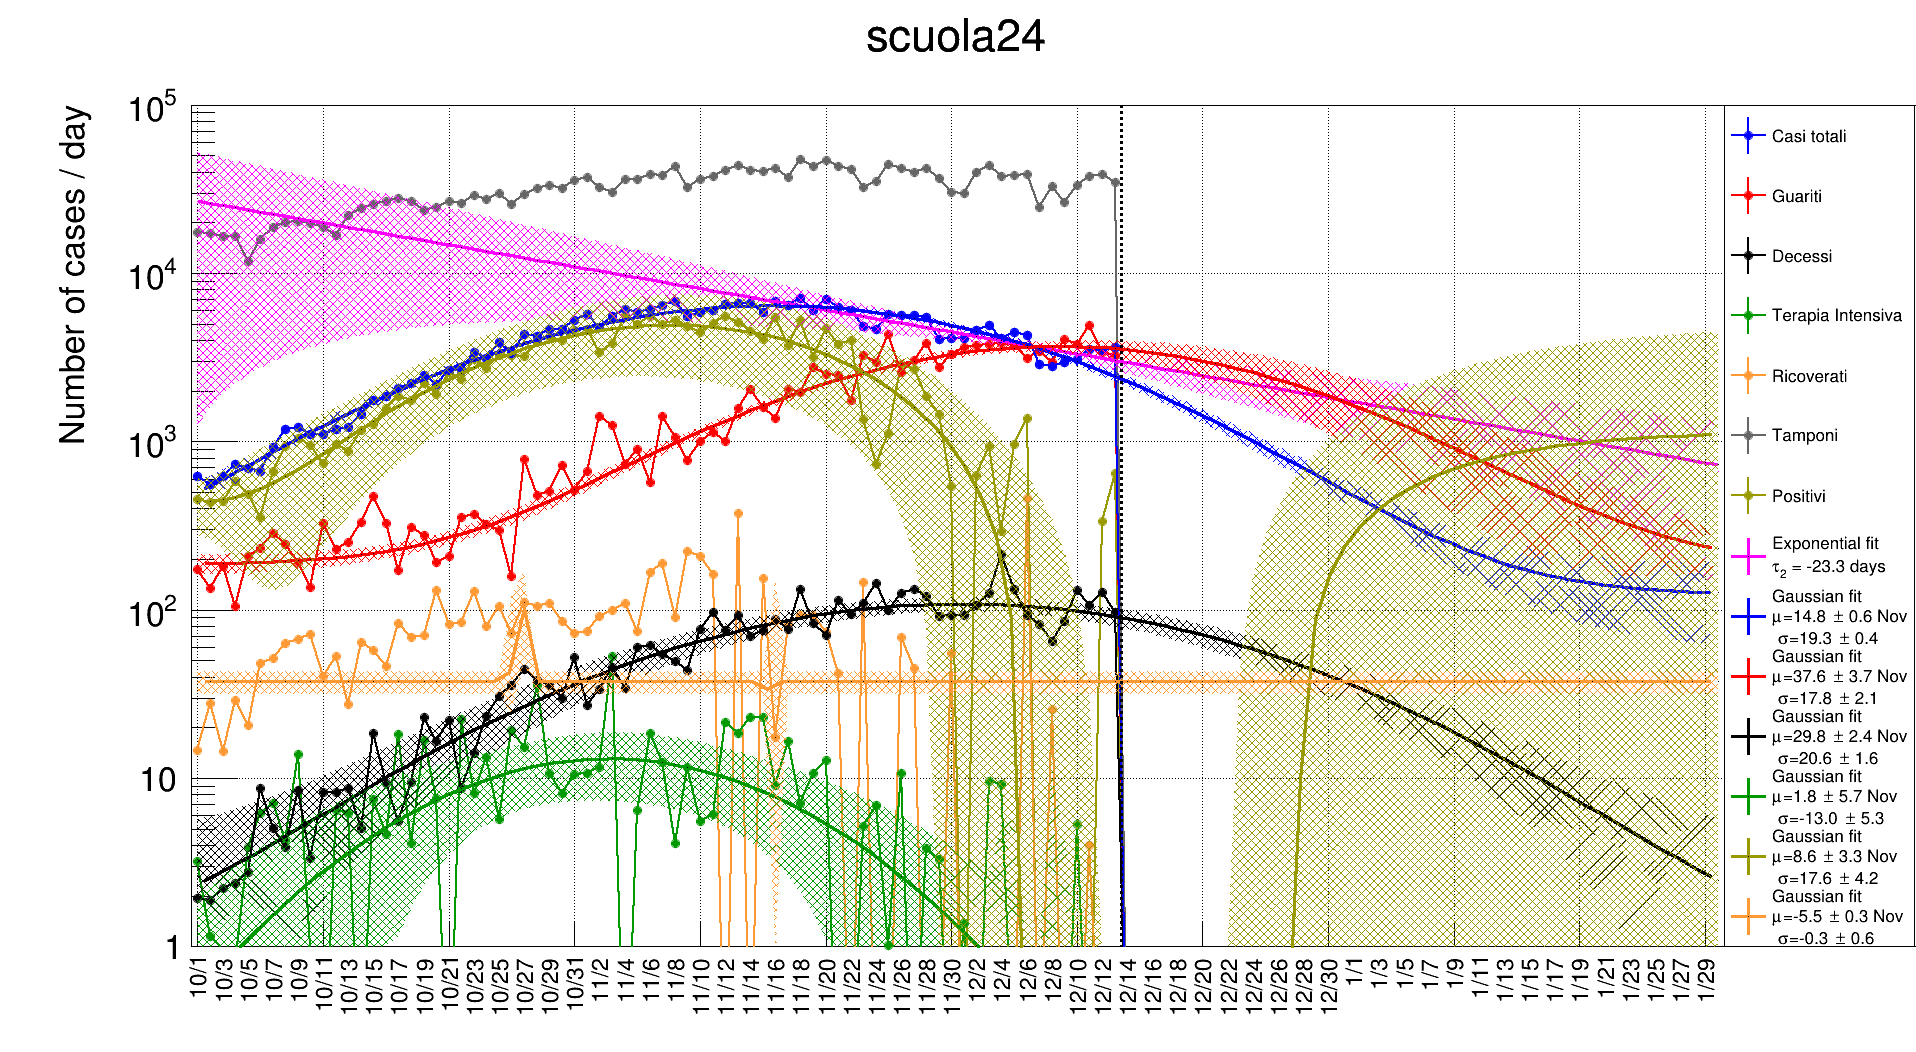 scuola24
Number of cases / day
10^5
10^4
10^3
10^2
10
1
10/1 10/3 10/5 10/7 10/9 10/11 10/13 10/15 10/17 10/19 10/21 10/23 10/25 10/27 10/29 10/31 11/2 11/4 11/6 11/8 11/10 11/12 11/14 11/16 11/18 11/20 11/22 11/24 11/26 11/28 11/30 12/2 12/4 12/6 12/8 12/10 12/12 12/14 12/16 12/18 12/20 12/22 12/24 12/26 12/28 12/30 1/1 1/3 1/5 1/7 1/9 1/11 1/13 1/15 1/17 1/19 1/21 1/23 1/25 1/27 1/29
Casi totali
Guariti
Decessi
Terapia Intensiva
Ricoverati
Tamponi
Positivi
Exponential fit
τ₂ = -23.3 days
Gaussian fit
μ=14.8 ± 0.6 Nov
σ=19.3 ± 0.4
Gaussian fit
μ=37.6 ± 3.7 Nov
σ=17.8 ± 2.1
Gaussian fit
μ=29.8 ± 2.4 Nov
σ=20.6 ± 1.6
Gaussian fit
μ=1.8 ± 5.7 Nov
σ=-13.0 ± 5.3
Gaussian fit
μ=8.6 ± 3.3 Nov
σ=17.6 ± 4.2
Gaussian fit
μ=-5.5 ± 0.3 Nov
σ=-0.3 ± 0.6